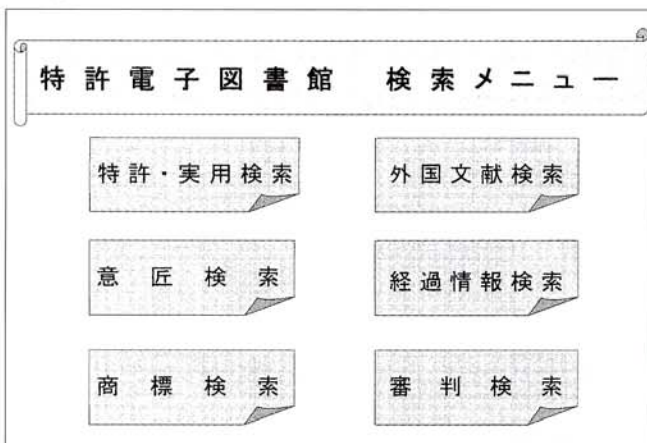 特許電子図書館 検索メニュー
特許・実用検索
外国文献検索
意匠検索
経過情報検索
商標検索
審判検索